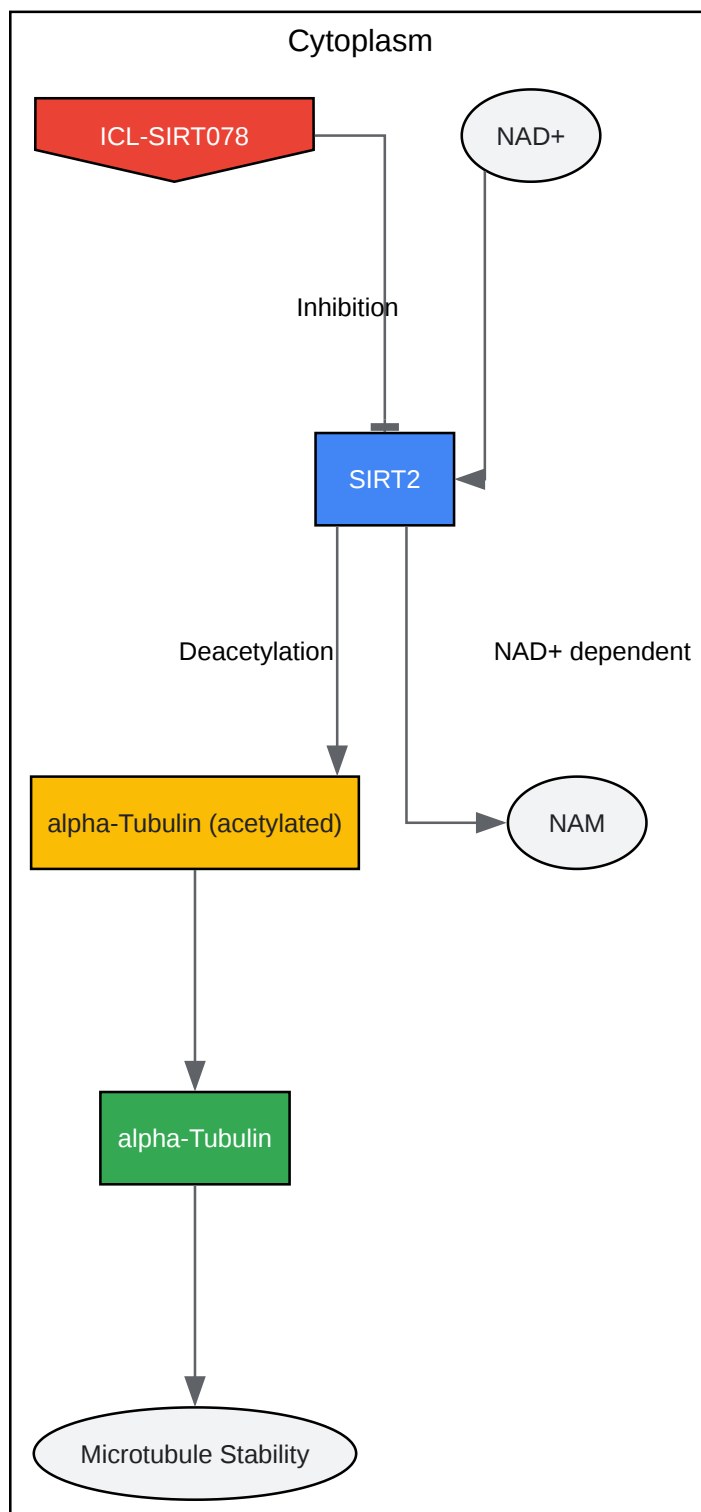 Cytoplasm
ICL-SIRT078
NAD+
Inhibition
SIRT2
Deacetylation
NAD+ dependent
alpha-Tubulin (acetylated)
NAM
alpha-Tubulin
Microtubule Stability